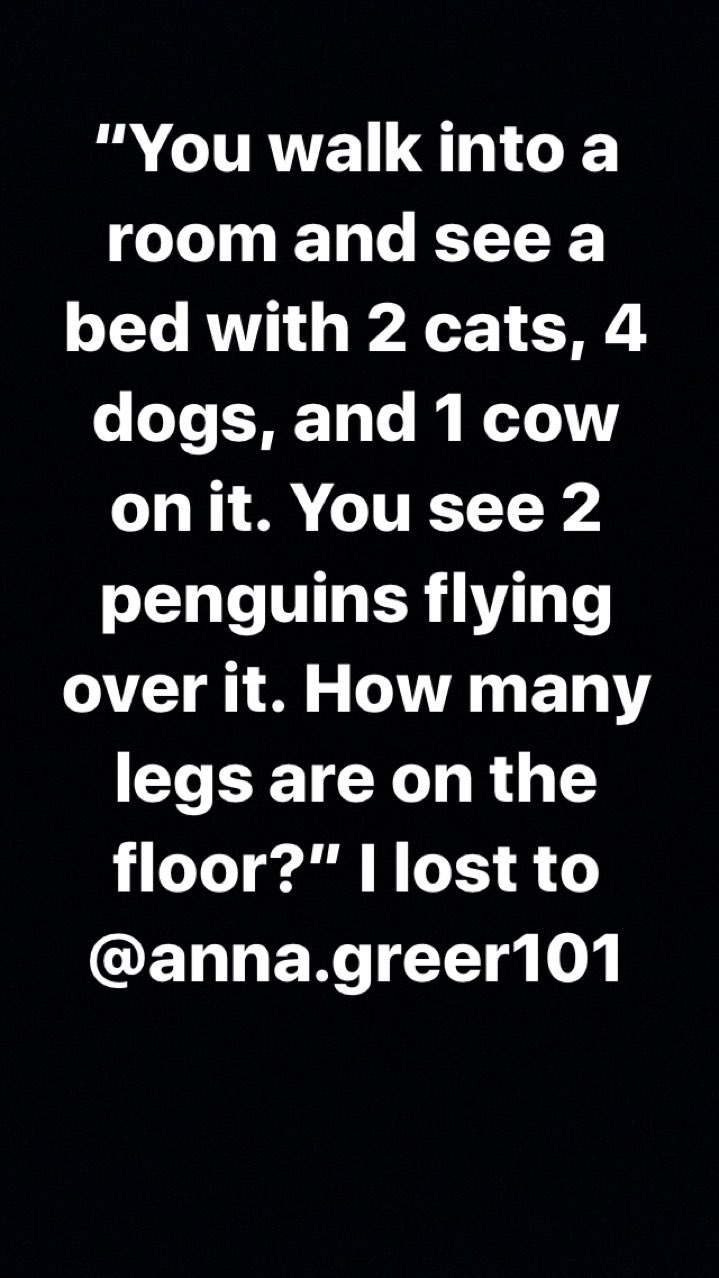 “You walk into a
room and see a
bed with 2 cats, 4
dogs, and 1 cow
on it. You see 2
penguins flying
over it. How many
legs are on the
floor?” I lost to
@anna.greer101